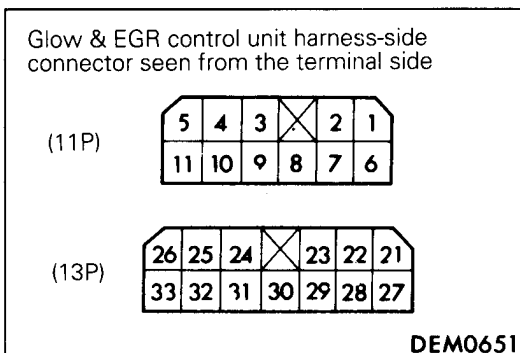 Glow & EGR control unit harness-side
connector seen from the terminal side
(11P)
5 4 3 2 1
11 10 9 8 7 6
(13P)
26 25 24 23 22 21
33 32 31 30 29 28 27
DEM0651